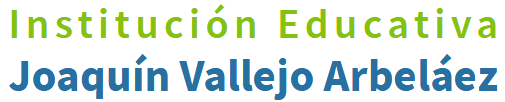 Institución Educativa
Joaquín Vallejo Arbeláez